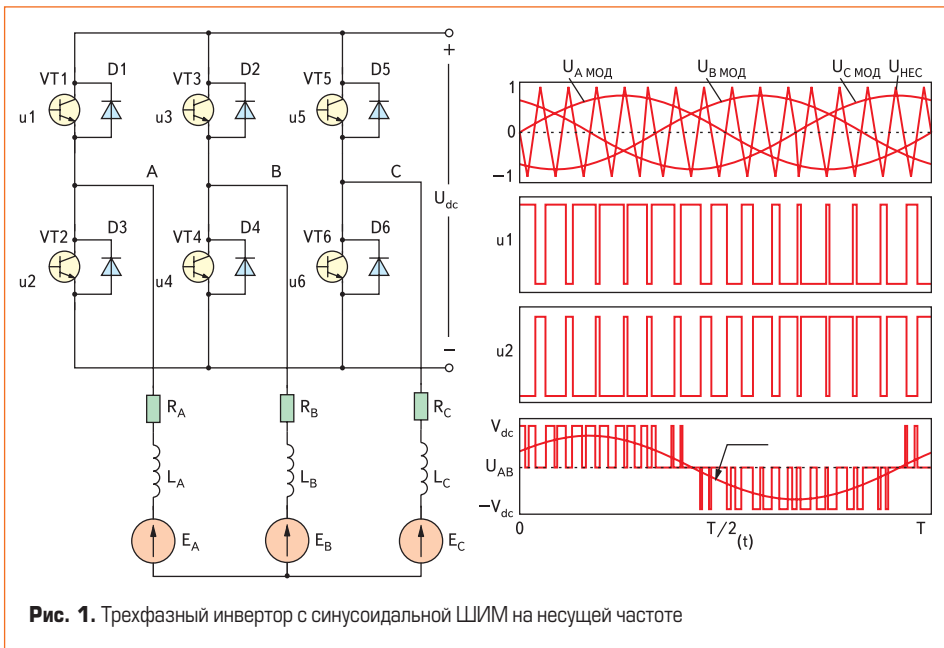 VT1 D1
u1
VT3 D2
u3
VT5 D5
u5
+
A
B
C
U_dc
VT2 D3
u2
VT4 D4
u4
VT6 D6
u6
−
R_A
R_B
R_C
L_A
L_B
L_C
E_A
E_B
E_C
U_A МОД U_B МОД U_C МОД U_НЕС
1
0
−1
u1
u2
V_dc
U_AB
−V_dc
0 T/2 (t) T
Рис. 1. Трехфазный инвертор с синусоидальной ШИМ на несущей частоте